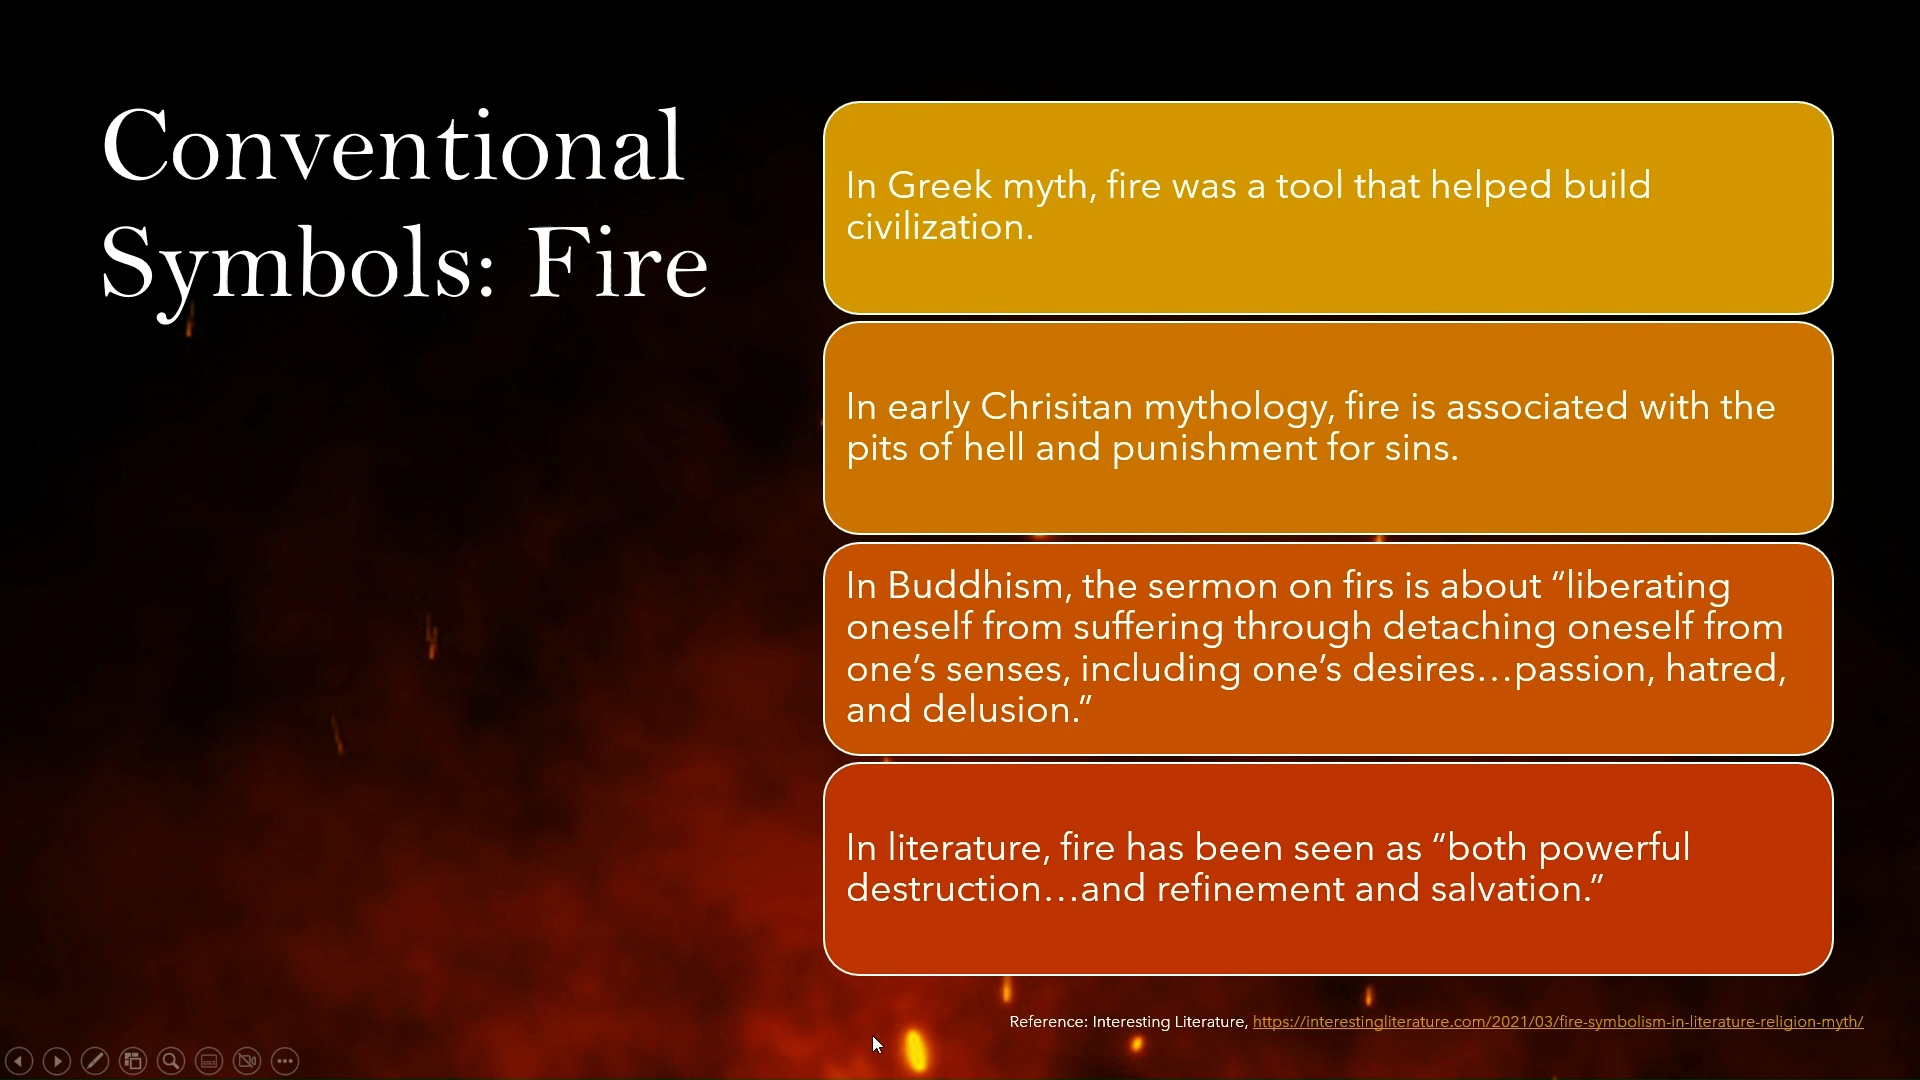 Conventional
Symbols: Fire
In Greek myth, fire was a tool that helped build
civilization.
In early Chrisitan mythology, fire is associated with the
pits of hell and punishment for sins.
In Buddhism, the sermon on firs is about “liberating
oneself from suffering through detaching oneself from
one’s senses, including one’s desires…passion, hatred,
and delusion.”
In literature, fire has been seen as “both powerful
destruction…and refinement and salvation.”
Reference: Interesting Literature, https://interestingliterature.com/2021/03/fire-symbolism-in-literature-religion-myth/